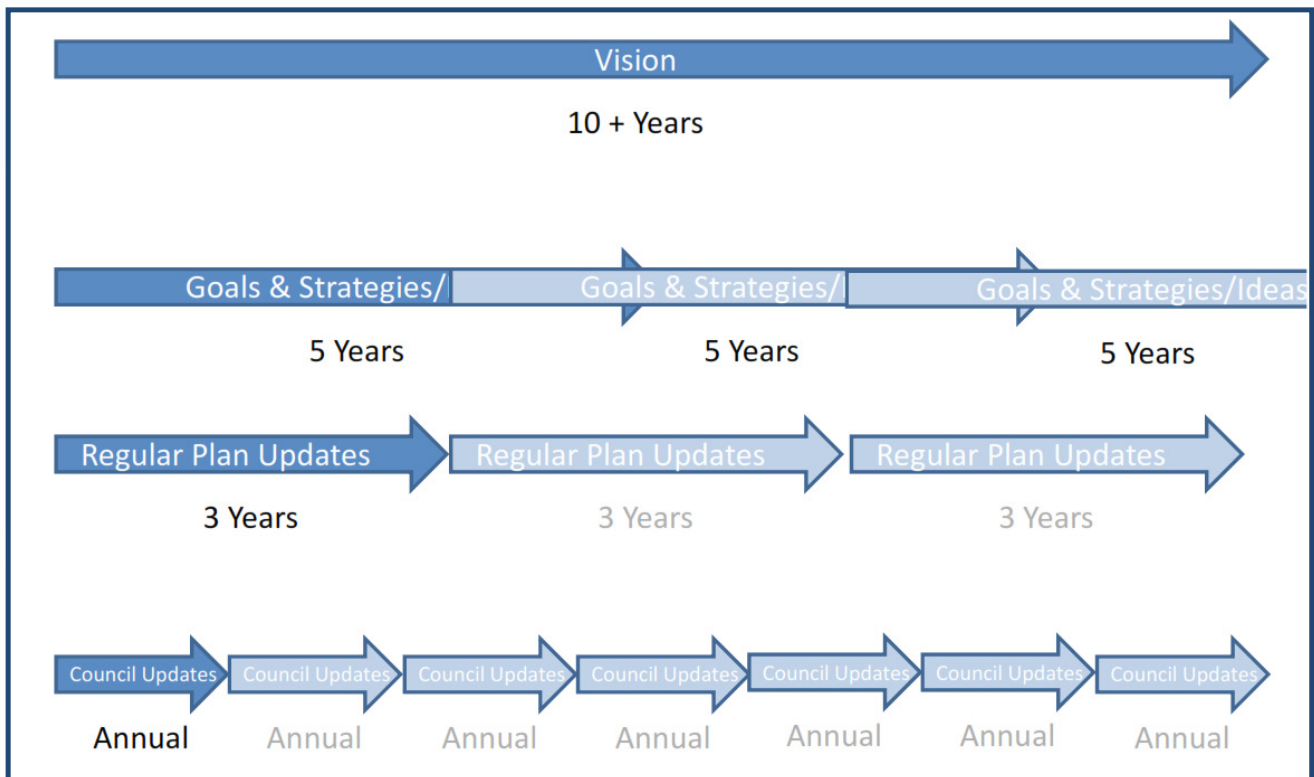 Vision
10 + Years
Goals & Strategies/
Goals & Strategies/
Goals & Strategies/Ideas
5 Years
5 Years
5 Years
Regular Plan Updates
Regular Plan Updates
Regular Plan Updates
3 Years
3 Years
3 Years
Council Updates
Council Updates
Council Updates
Council Updates
Council Updates
Council Updates
Council Updates
Annual
Annual
Annual
Annual
Annual
Annual
Annual